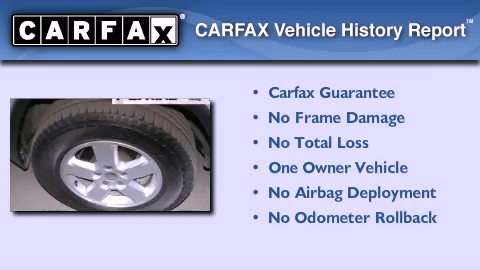 CARFAX®
CARFAX Vehicle History Report™
• Carfax Guarantee
• No Frame Damage
• No Total Loss
• One Owner Vehicle
• No Airbag Deployment
• No Odometer Rollback